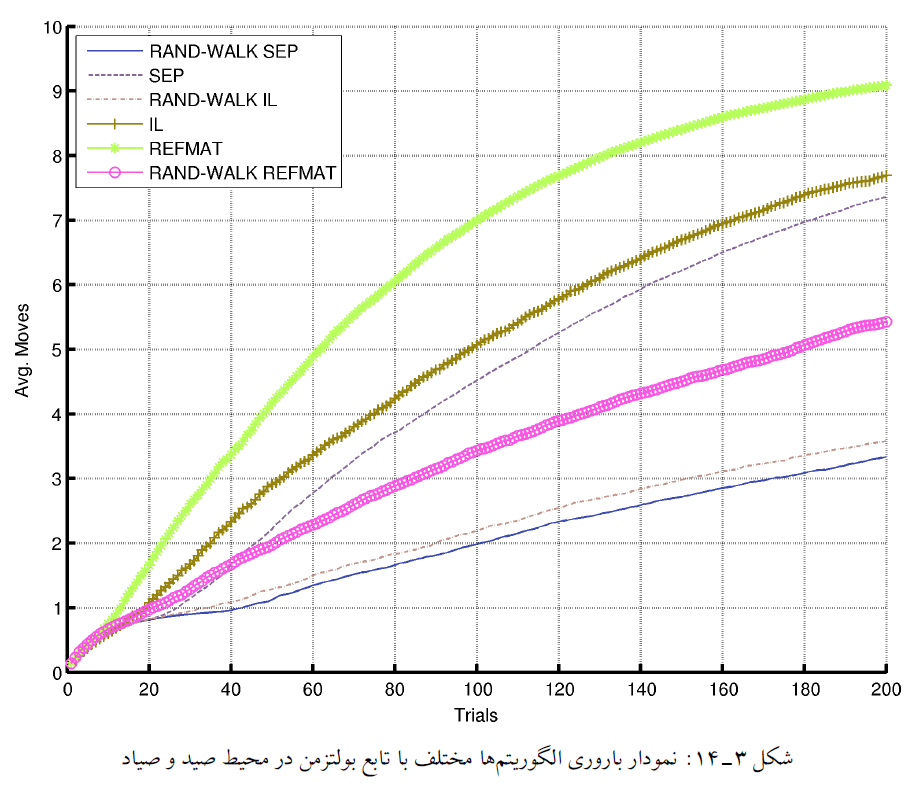 10
9
8
7
6
5
4
3
2
1
0
Avg. Moves
RAND-WALK SEP
SEP
RAND-WALK IL
IL
REFMAT
RAND-WALK REFMAT
0 20 40 60 80 100 120 140 160 180 200
Trials
شکل ۳-۱۴: نمودار باروری الگوریتم‌ها مختلف با تابع بولتزمن در محیط صید و صیاد